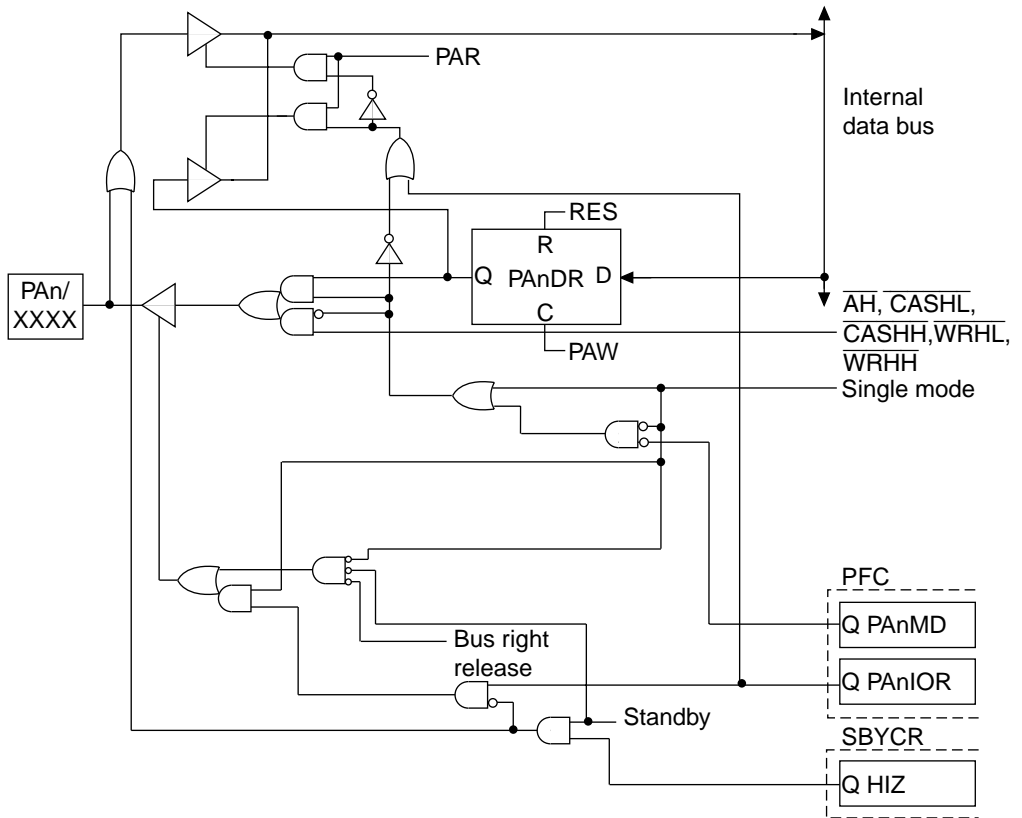 PAR
Internal
data bus
RES
R
Q PAnDR D
C
PAW
PAn/
XXXX
AH, CASHL,
CASHH,WRHL,
WRHH
Single mode
PFC
Q PAnMD
Bus right
release
Q PAnIOR
Standby
SBYCR
Q HIZ